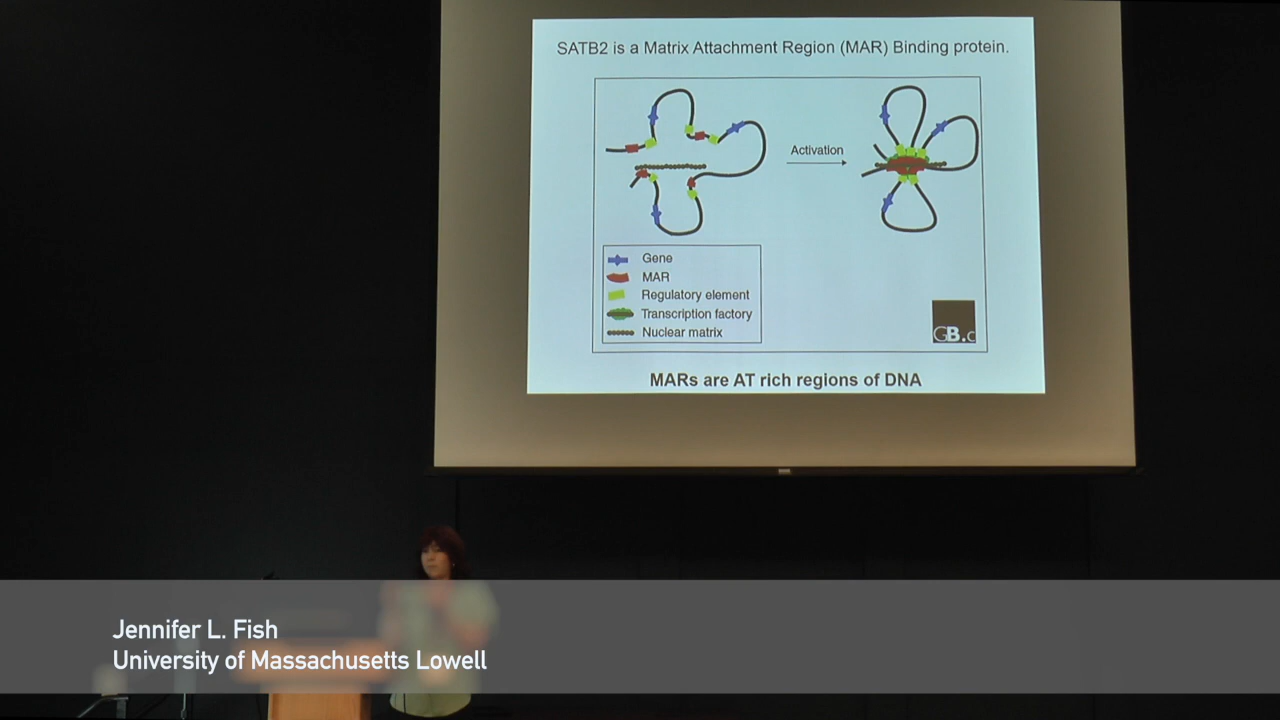 SATB2 is a Matrix Attachment Region (MAR) Binding protein.
Activation
Gene
MAR
Regulatory element
Transcription factory
Nuclear matrix
GB.c
MARs are AT rich regions of DNA
Jennifer L. Fish
University of Massachusetts Lowell